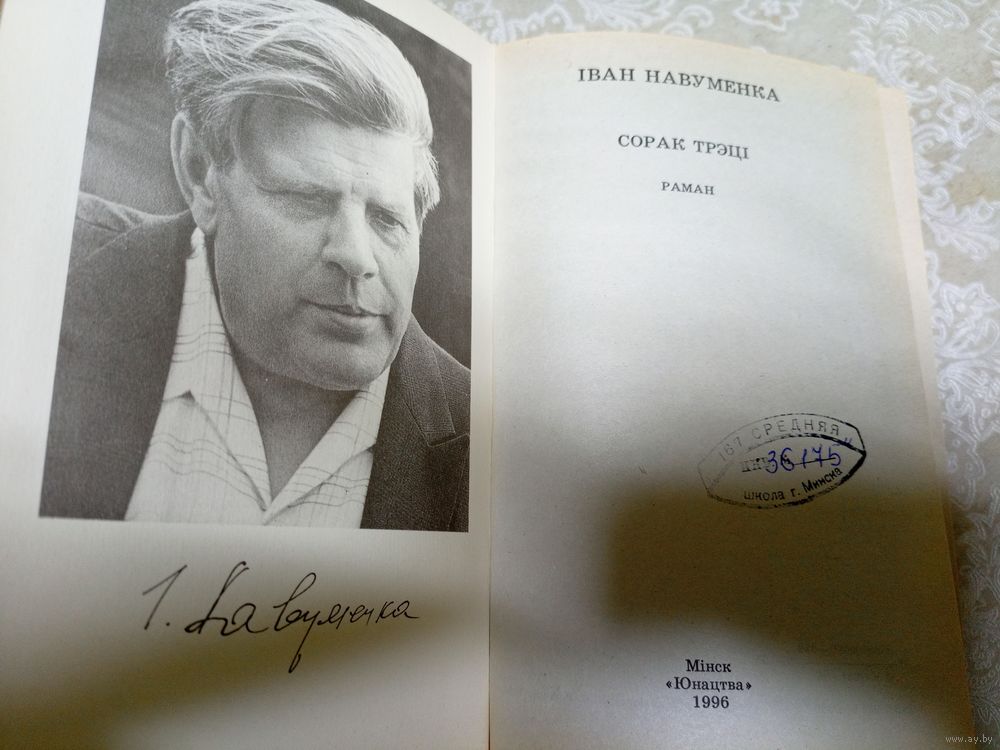 І. Навуменка
ІВАН НАВУМЕНКА
СОРАК ТРЭЦІ
РАМАН
СРЕДНЯЯ
36175
школа г. Минска
Мінск
«Юнацтва»
1996
www.ay.by